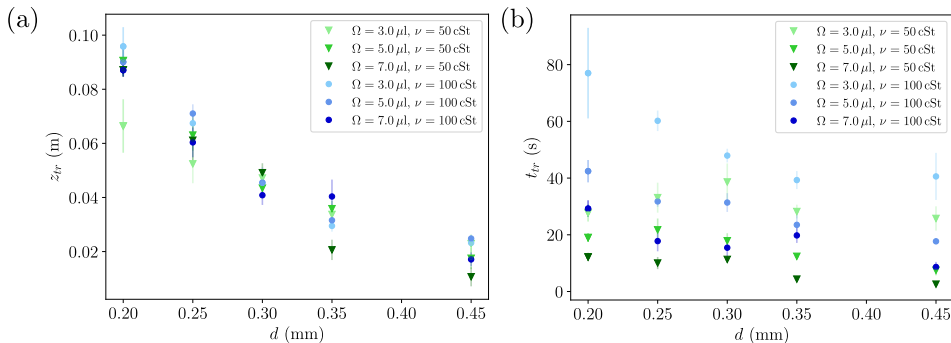 (a)
0.10
0.08
0.06
0.04
0.02
z_{tr} (m)
Ω = 3.0 μl, ν = 50 cSt
Ω = 5.0 μl, ν = 50 cSt
Ω = 7.0 μl, ν = 50 cSt
Ω = 3.0 μl, ν = 100 cSt
Ω = 5.0 μl, ν = 100 cSt
Ω = 7.0 μl, ν = 100 cSt
0.20 0.25 0.30 0.35 0.40 0.45
d (mm)
(b)
80
60
40
20
0
t_{tr} (s)
Ω = 3.0 μl, ν = 50 cSt
Ω = 5.0 μl, ν = 50 cSt
Ω = 7.0 μl, ν = 50 cSt
Ω = 3.0 μl, ν = 100 cSt
Ω = 5.0 μl, ν = 100 cSt
Ω = 7.0 μl, ν = 100 cSt
0.20 0.25 0.30 0.35 0.40 0.45
d (mm)